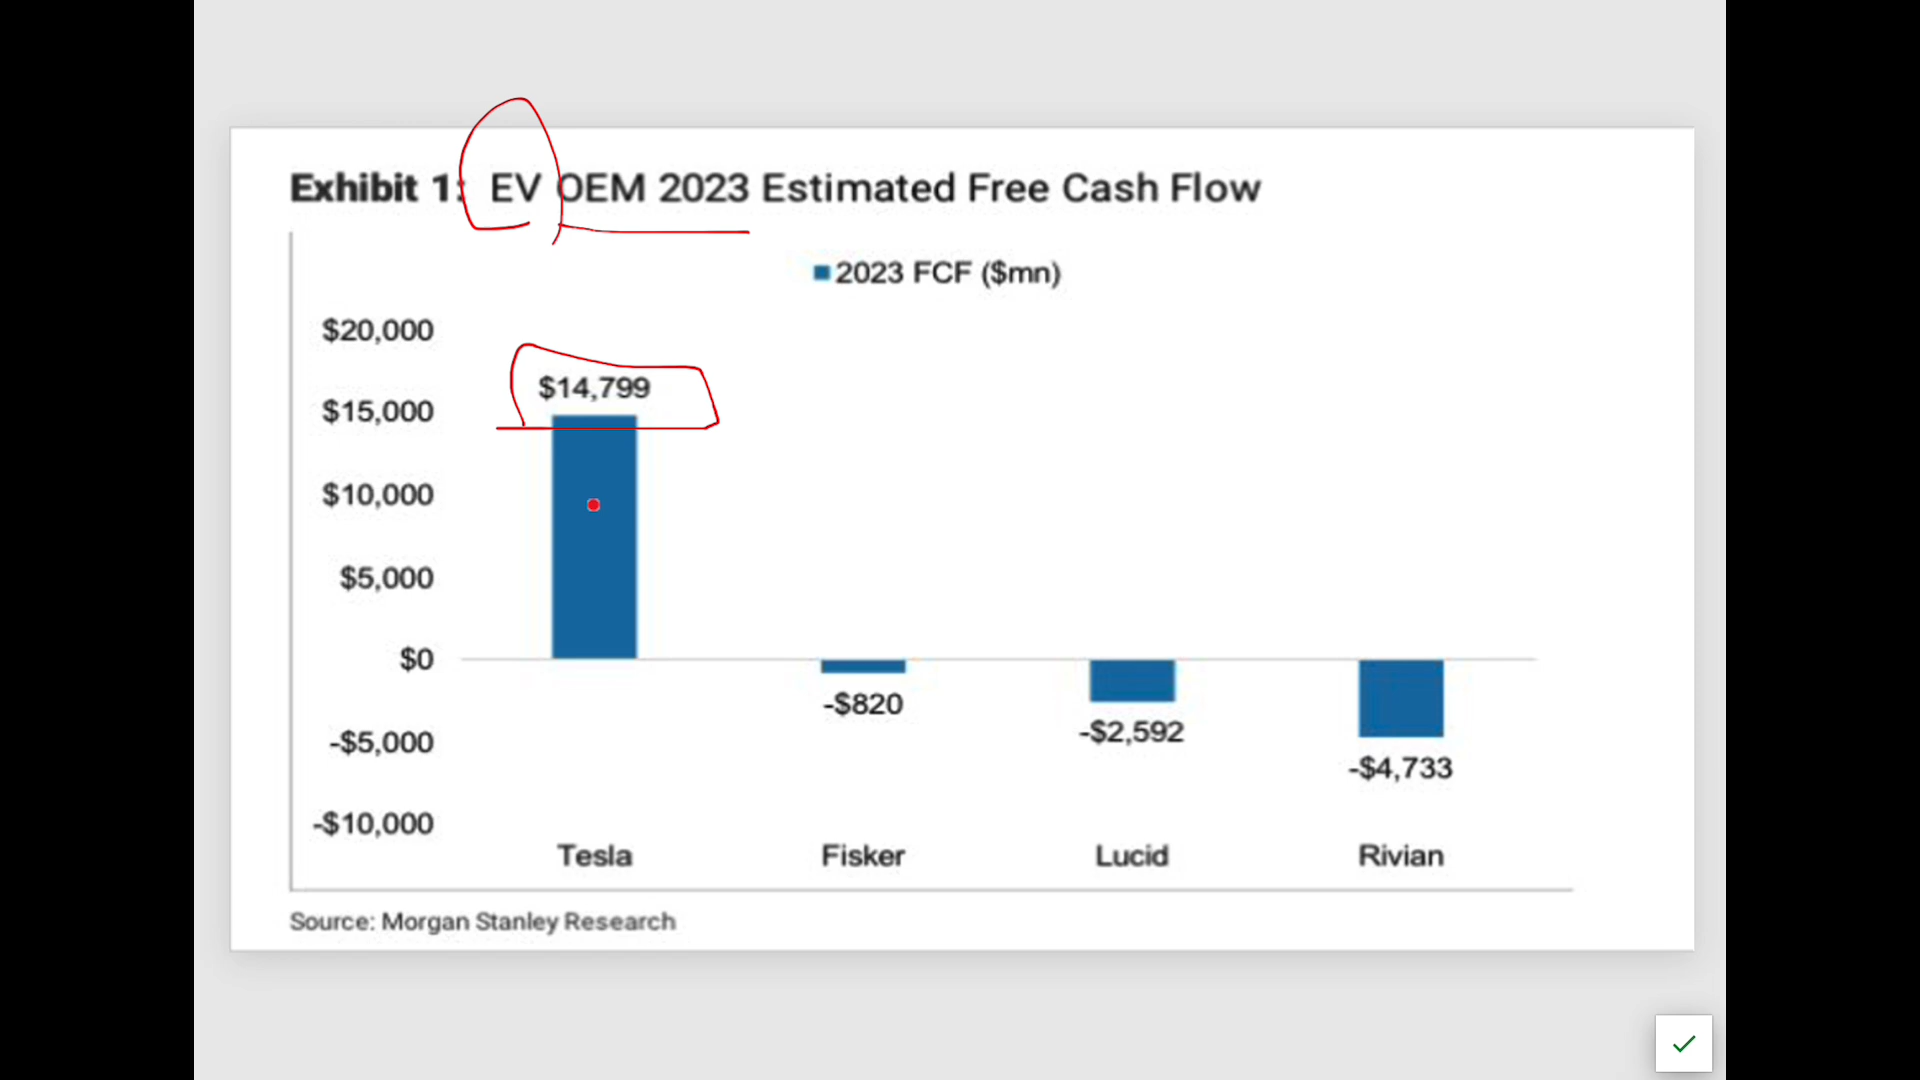 Exhibit 1: EV OEM 2023 Estimated Free Cash Flow
2023 FCF ($mn)
$20,000
$14,799
$15,000
$10,000
$5,000
$0
-$820
-$2,592
-$5,000
-$4,733
-$10,000
Tesla Fisker Lucid Rivian
Source: Morgan Stanley Research